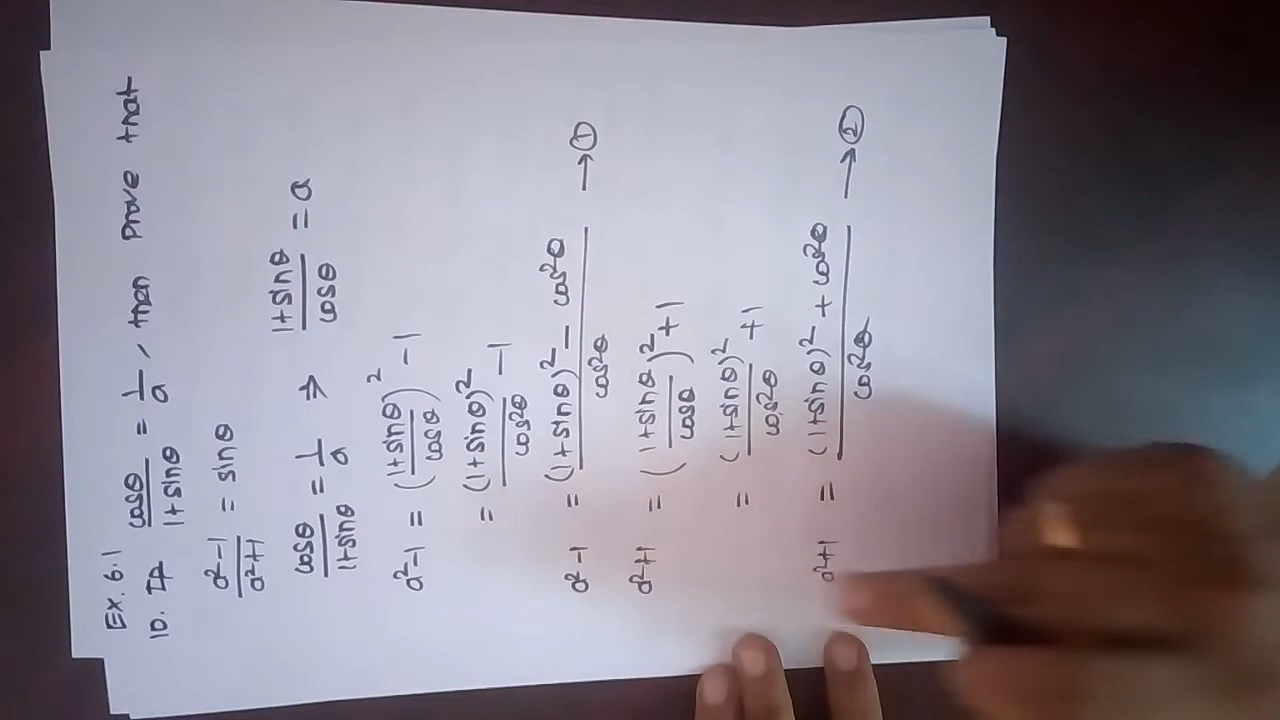 Ex. 6.1
10. If cosθ/(1+sinθ) = 1/a, then prove that
(a²-1)/(a²+1) = sinθ
cosθ/(1+sinθ) = 1/a ⇒ (1+sinθ)/cosθ = a
a²-1 = ((1+sinθ)/cosθ)² - 1
= (1+sinθ)²/cos²θ - 1
a²-1 = ((1+sinθ)² - cos²θ)/cos²θ → ①
a²+1 = ((1+sinθ)/cosθ)² + 1
= (1+sinθ)²/cos²θ + 1
a²+1 = ((1+sinθ)² + cos²θ)/cos²θ → ②